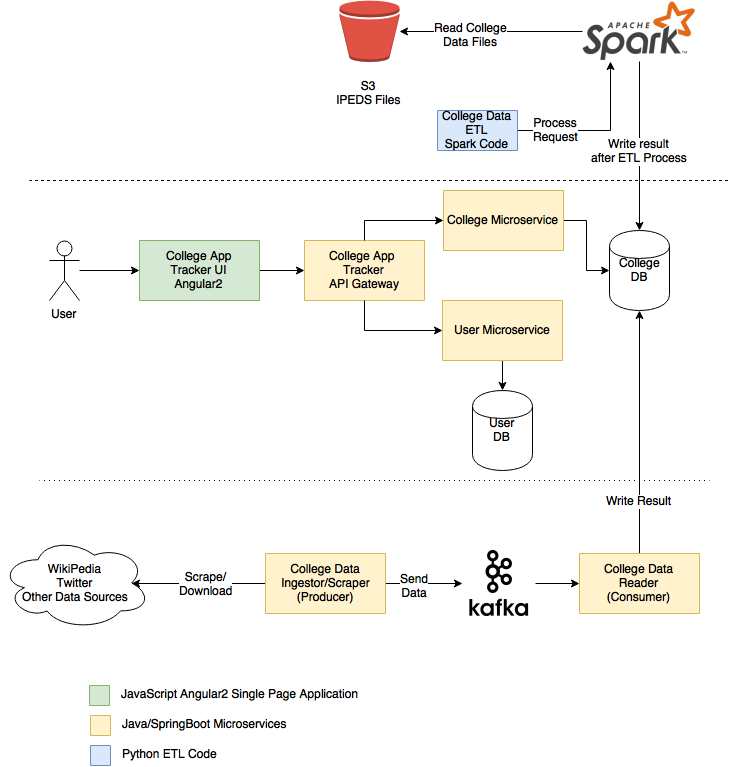 APACHE
Spark
TM
Read College
Data Files
S3
IPEDS Files
College Data
ETL
Spark Code
Process
Request
Write result
after ETL Process
College Microservice
College App
Tracker UI
Angular2
College App
Tracker
API Gateway
College
DB
User
User Microservice
User
DB
Write Result
WikiPedia
Twitter
Other Data Sources
Scrape/
Download
College Data
Ingestor/Scraper
(Producer)
Send
Data
kafka
College Data
Reader
(Consumer)
JavaScript Angular2 Single Page Application
Java/SpringBoot Microservices
Python ETL Code